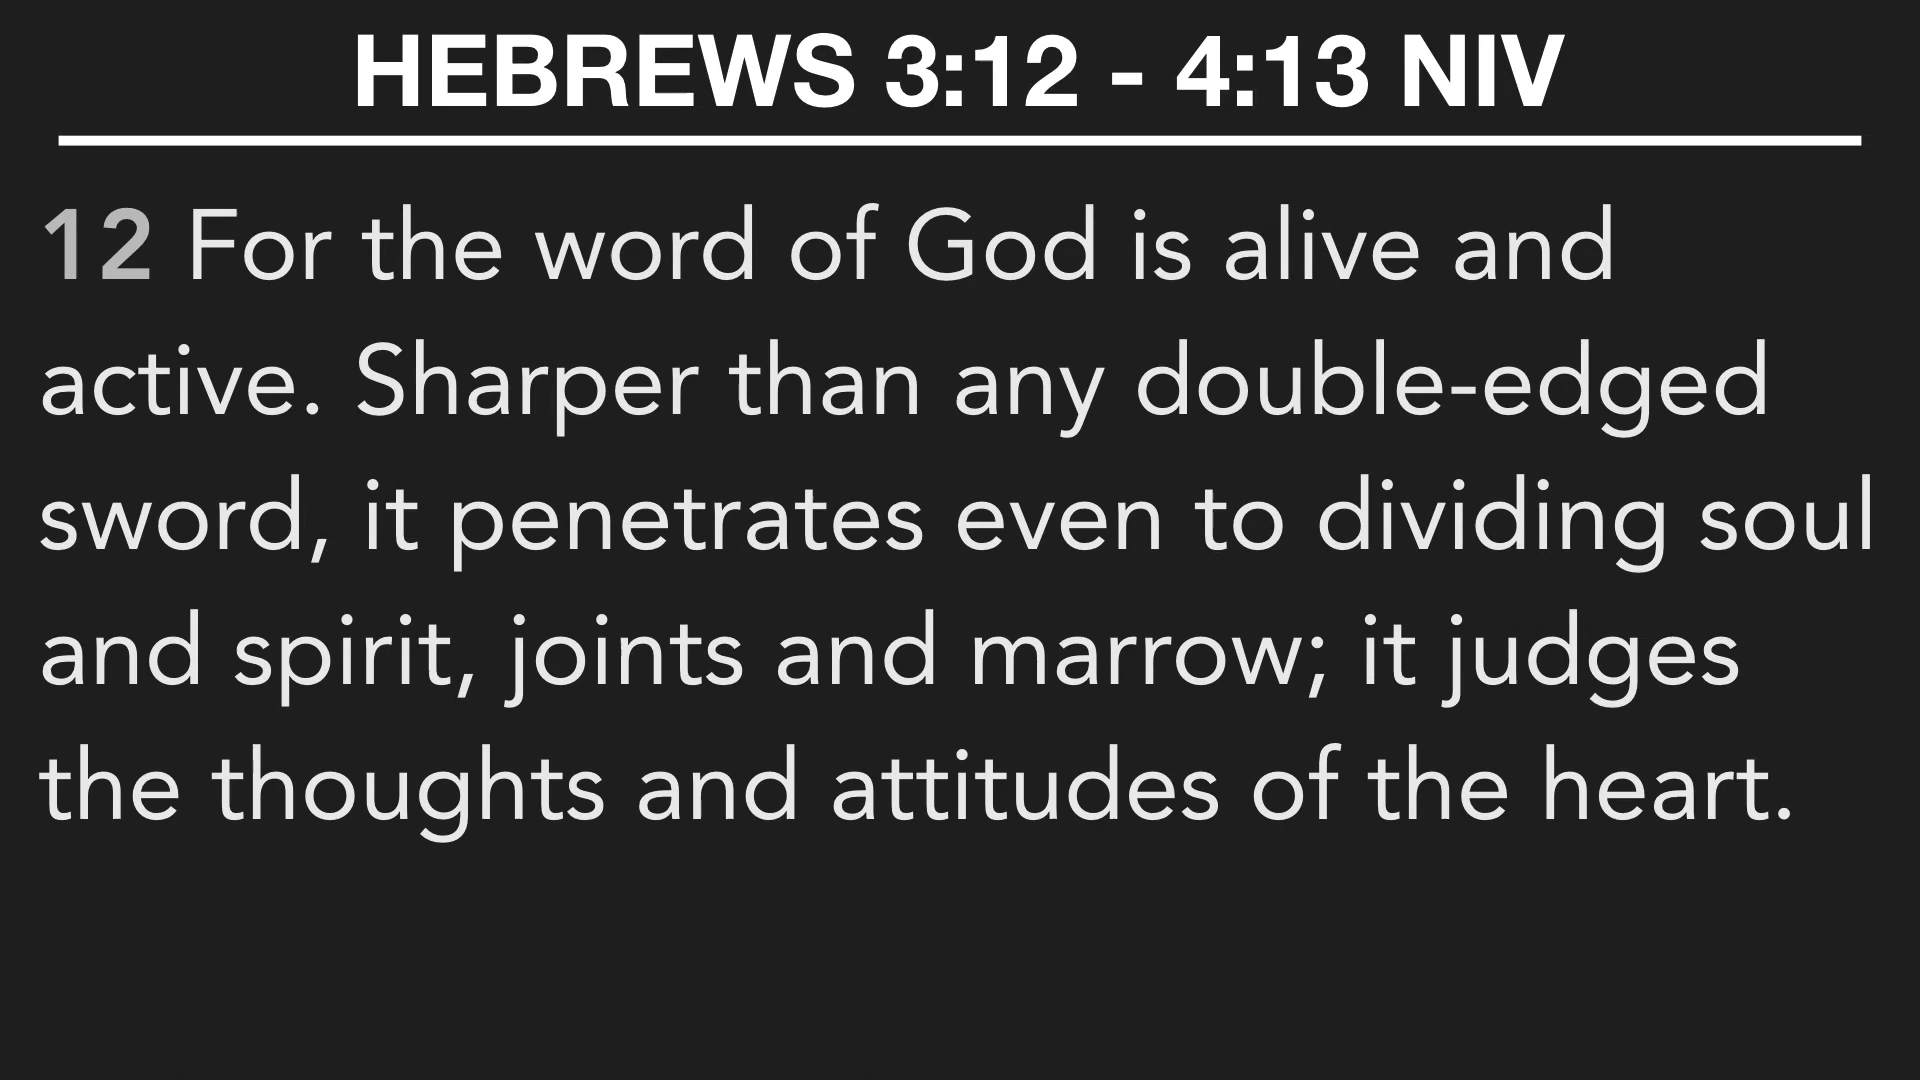 HEBREWS 3:12 - 4:13 NIV
12 For the word of God is alive and
active. Sharper than any double-edged
sword, it penetrates even to dividing soul
and spirit, joints and marrow; it judges
the thoughts and attitudes of the heart.